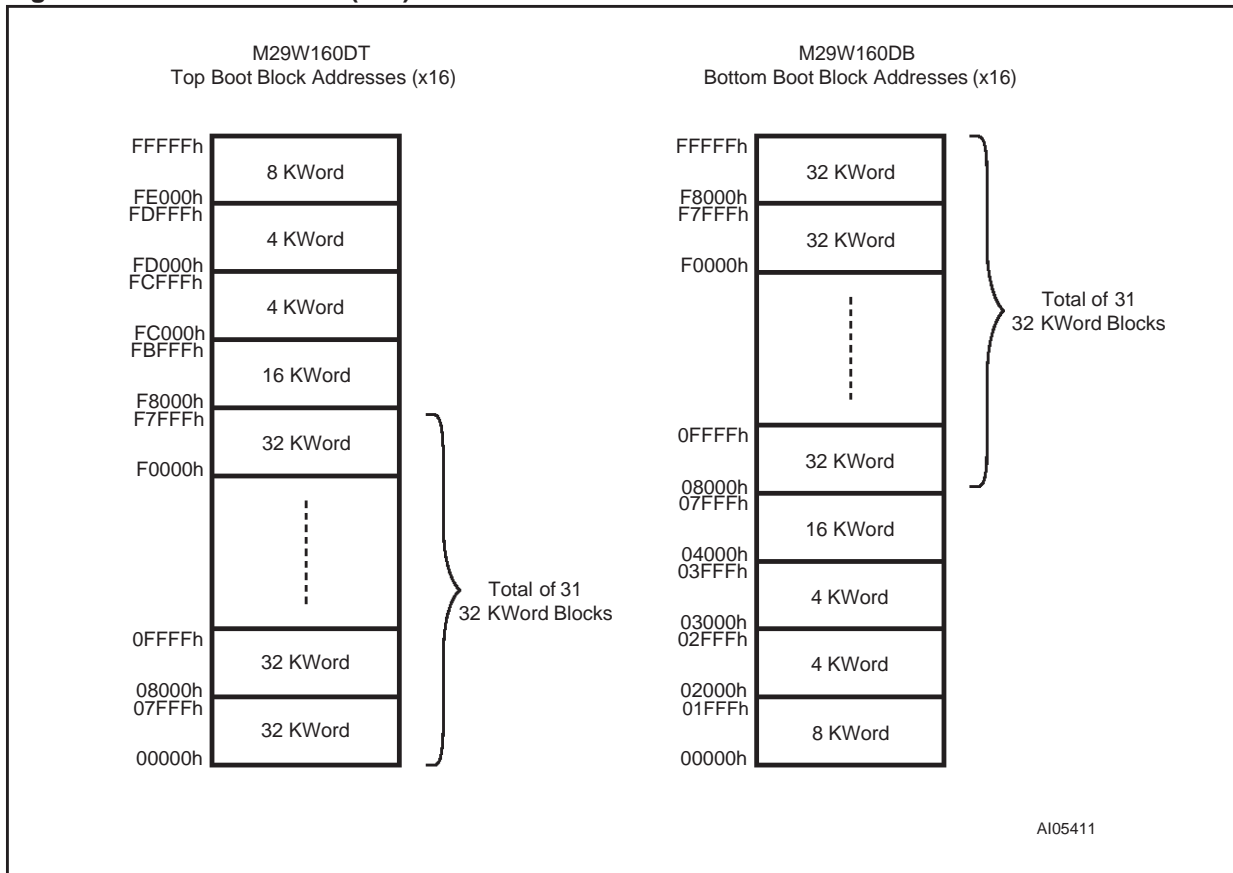 M29W160DT
Top Boot Block Addresses (x16)
FFFFFh
8 KWord
FE000h
FDFFFh
4 KWord
FD000h
FCFFFh
4 KWord
FC000h
FBFFFh
16 KWord
F8000h
F7FFFh
32 KWord
F0000h
Total of 31
32 KWord Blocks
0FFFFh
32 KWord
08000h
07FFFh
32 KWord
00000h
M29W160DB
Bottom Boot Block Addresses (x16)
FFFFFh
32 KWord
F8000h
F7FFFh
32 KWord
F0000h
Total of 31
32 KWord Blocks
0FFFFh
32 KWord
08000h
07FFFh
16 KWord
04000h
03FFFh
4 KWord
03000h
02FFFh
4 KWord
02000h
01FFFh
8 KWord
00000h
AI05411